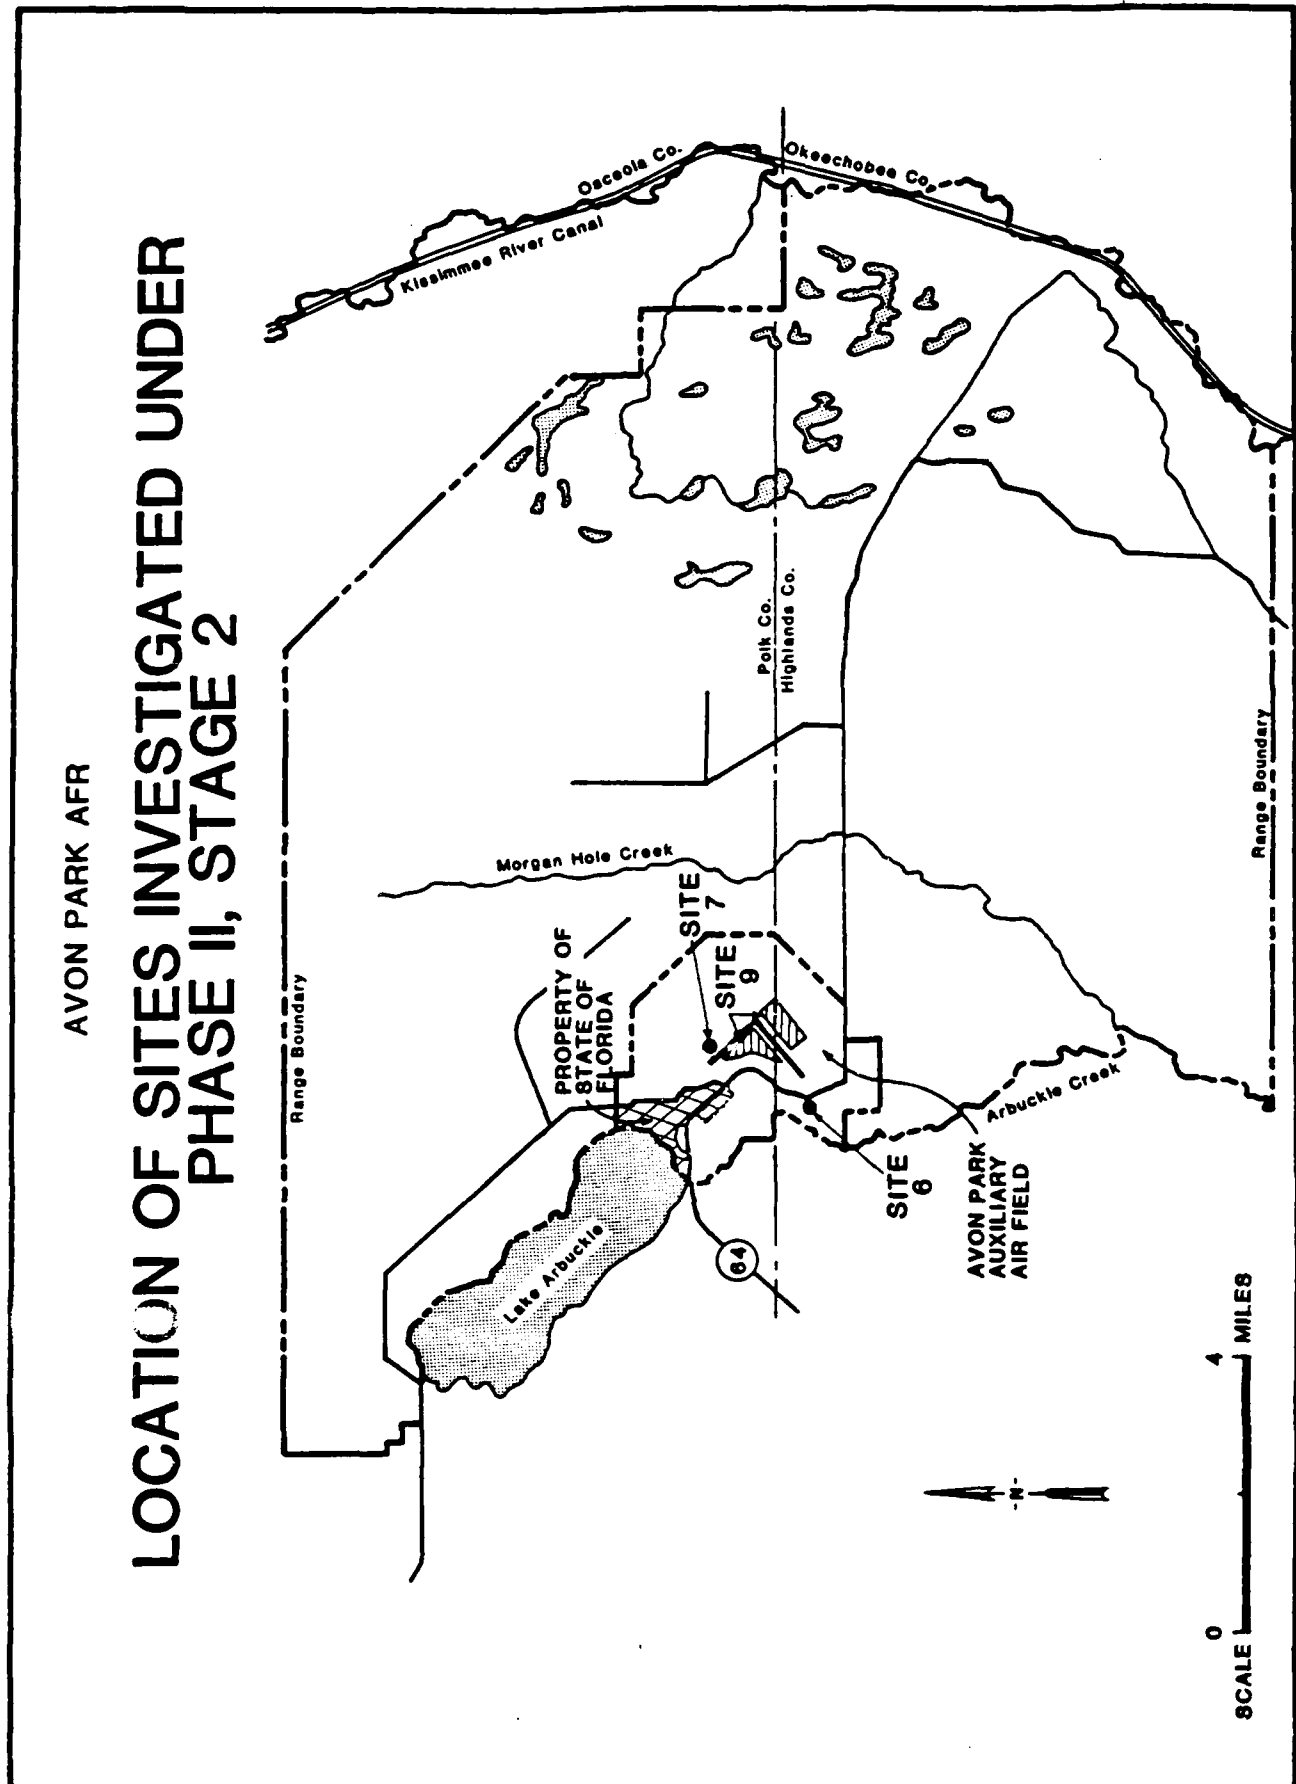 AVON PARK AFR
LOCATION OF SITES INVESTIGATED UNDER
PHASE II, STAGE 2
Range Boundary
Kissimmee River Canal
Osceola Co.
Okeechobee Co.
Morgan Hole Creek
PROPERTY OF
STATE OF
FLORIDA
SITE
7
SITE
9
Polk Co.
Highlands Co.
Lake Arbuckle
64
SITE
6
Arbuckle Creek
AVON PARK
AUXILIARY
AIR FIELD
-N-
Range Boundary
0
4
SCALE
MILES